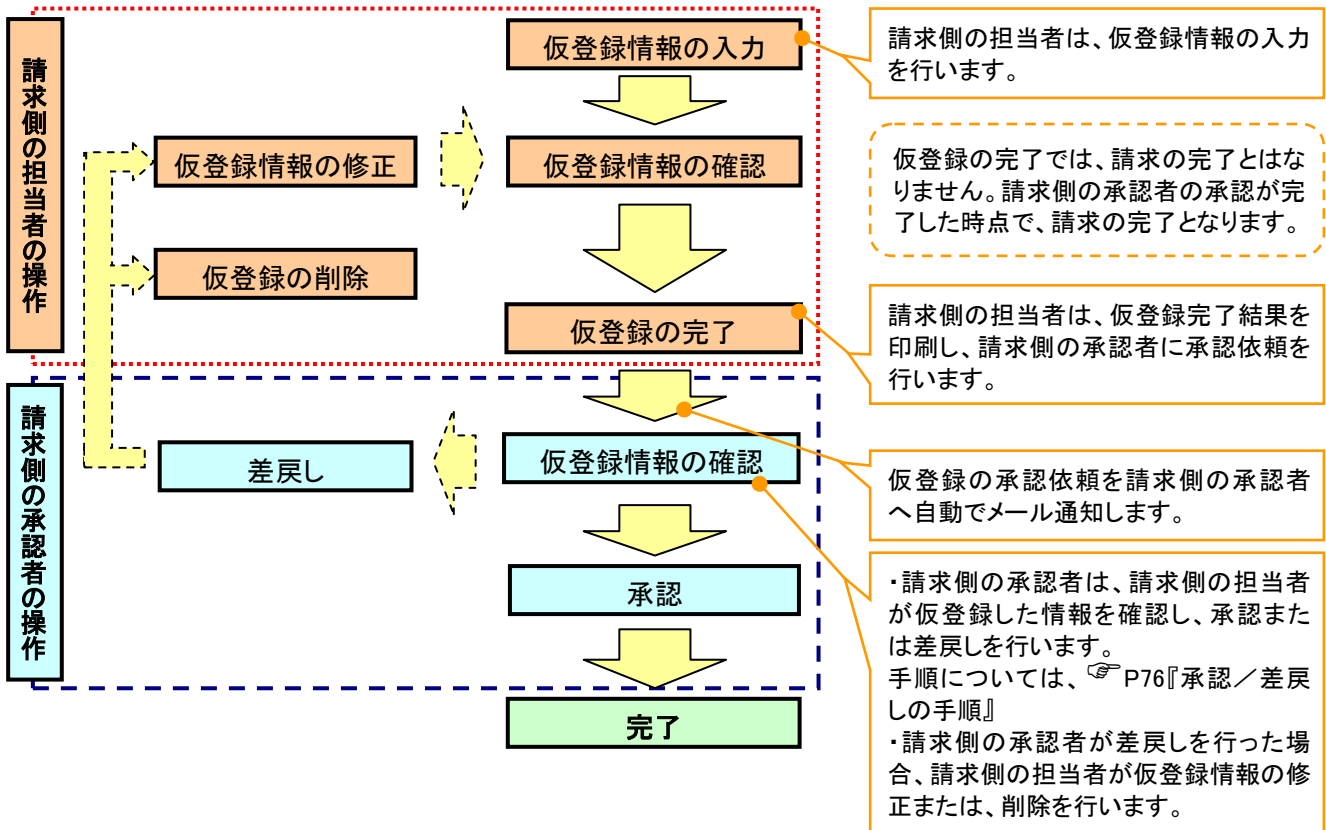 請求側の担当者の操作
仮登録情報の入力
仮登録情報の修正
仮登録情報の確認
仮登録の削除
仮登録の完了
請求側の承認者の操作
差戻し
仮登録情報の確認
承認
完了
請求側の担当者は、仮登録情報の入力
を行います。
仮登録の完了では、請求の完了とはな
りません。請求側の承認者の承認が完
了した時点で、請求の完了となります。
請求側の担当者は、仮登録完了結果を
印刷し、請求側の承認者に承認依頼を
行います。
仮登録の承認依頼を請求側の承認者
へ自動でメール通知します。
・請求側の承認者は、請求側の担当者
が仮登録した情報を確認し、承認また
は差戻しを行います。
手順については、☞P76『承認／差戻
しの手順』
・請求側の承認者が差戻しを行った場
合、請求側の担当者が仮登録情報の修
正または、削除を行います。